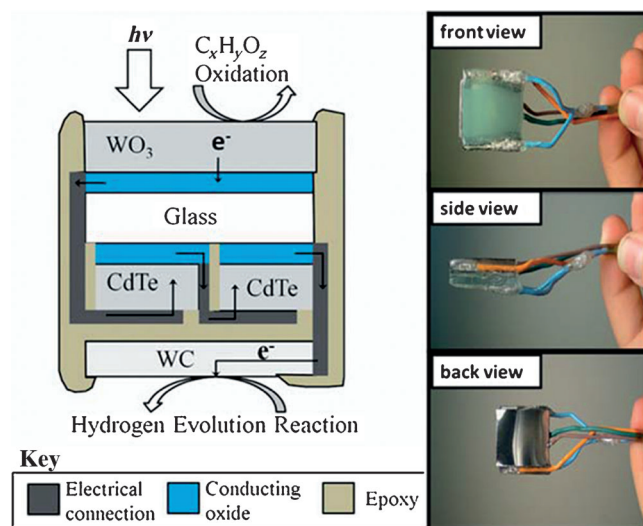 hν
CxHyOz
Oxidation
WO3
e-
Glass
CdTe
CdTe
WC
e-
Hydrogen Evolution Reaction
Key
Electrical
connection
Conducting
oxide
Epoxy
front view
side view
back view